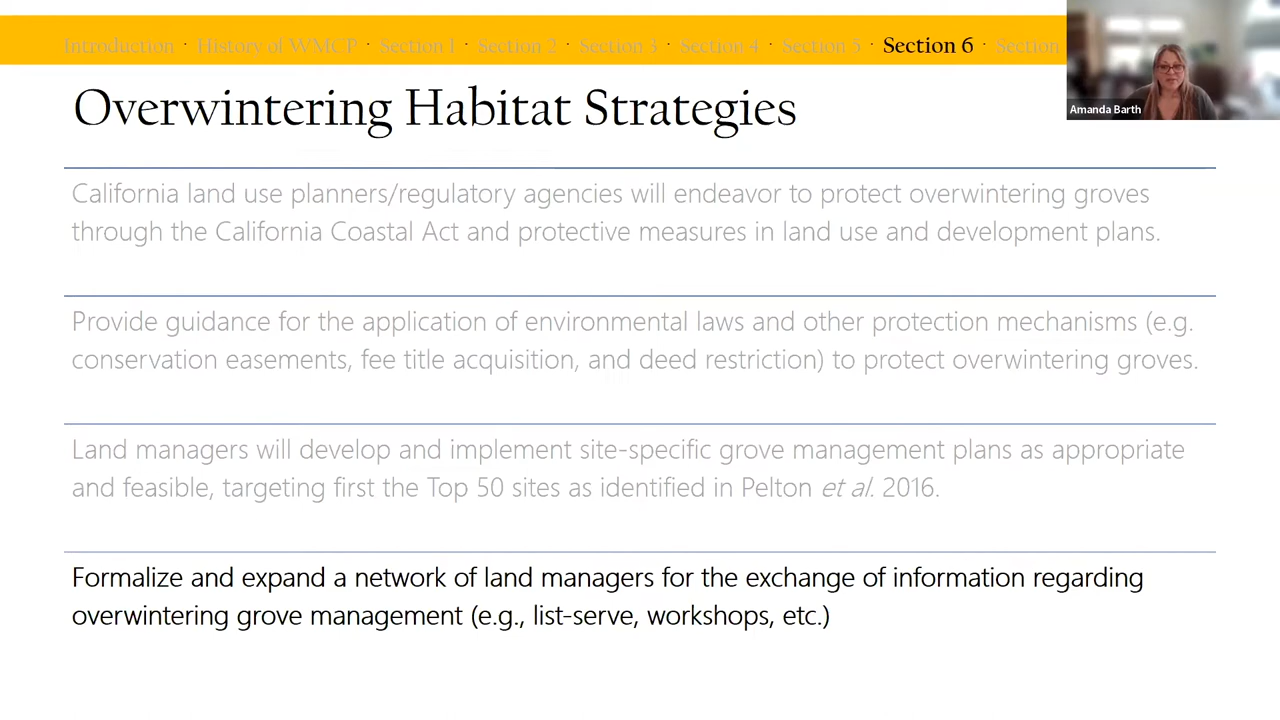 Introduction · History of WMCP · Section 1 · Section 2 · Section 3 · Section 4 · Section 5 · Section 6 · Section
Amanda Barth
Overwintering Habitat Strategies
California land use planners/regulatory agencies will endeavor to protect overwintering groves
through the California Coastal Act and protective measures in land use and development plans.
Provide guidance for the application of environmental laws and other protection mechanisms (e.g.
conservation easements, fee title acquisition, and deed restriction) to protect overwintering groves.
Land managers will develop and implement site-specific grove management plans as appropriate
and feasible, targeting first the Top 50 sites as identified in Pelton et al. 2016.
Formalize and expand a network of land managers for the exchange of information regarding
overwintering grove management (e.g., list-serve, workshops, etc.)